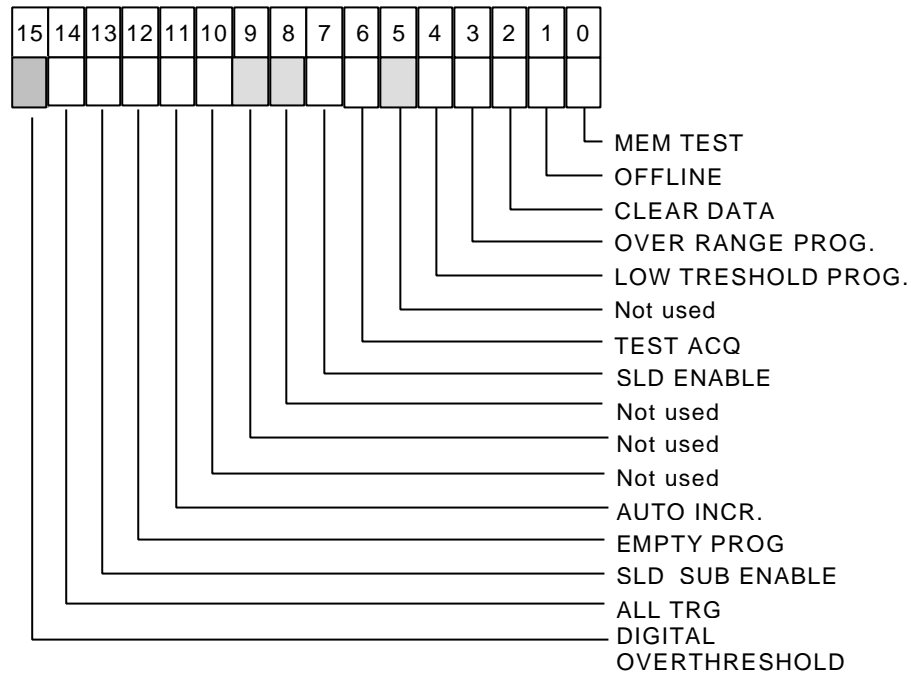 15 14 13 12 11 10 9 8 7 6 5 4 3 2 1 0
MEM TEST
OFFLINE
CLEAR DATA
OVER RANGE PROG.
LOW TRESHOLD PROG.
Not used
TEST ACQ
SLD ENABLE
Not used
Not used
Not used
AUTO INCR.
EMPTY PROG
SLD SUB ENABLE
ALL TRG
DIGITAL
OVERTHRESHOLD